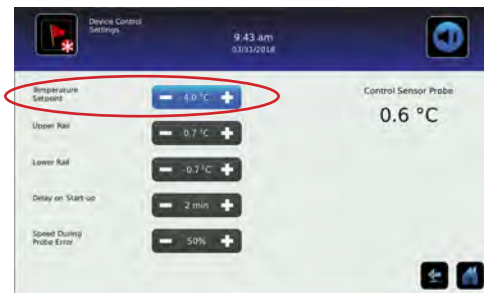 Device Control
Settings
9:43 am
03/31/2018
Temperature
Setpoint
4.0 °C
Control Sensor Probe
0.6 °C
Upper Rail
0.7 °C
Lower Rail
-0.7 °C
Delay on Start-up
2 min
Speed During
Probe Error
50%